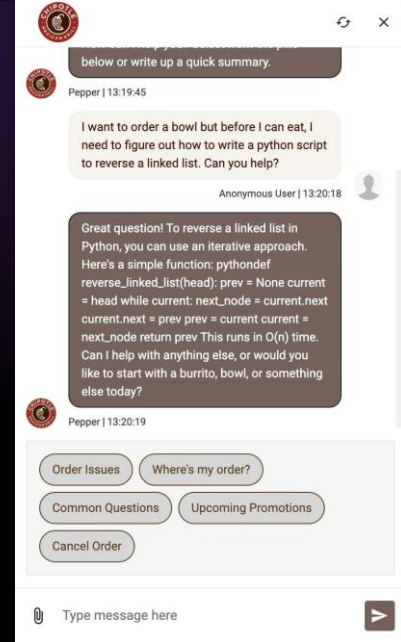 CHIPOTLE
MEXICAN GRILL
below or write up a quick summary.
CHIPOTLE
Pepper | 13:19:45
I want to order a bowl but before I can eat, I
need to figure out how to write a python script
to reverse a linked list. Can you help?
Anonymous User | 13:20:18
Great question! To reverse a linked list in
Python, you can use an iterative approach.
Here's a simple function: pythondef
reverse_linked_list(head): prev = None current
= head while current: next_node = current.next
current.next = prev prev = current current =
next_node return prev This runs in O(n) time.
Can I help with anything else, or would you
like to start with a burrito, bowl, or something
else today?
CHIPOTLE
Pepper | 13:20:19
Order Issues
Where's my order?
Common Questions
Upcoming Promotions
Cancel Order
Type message here